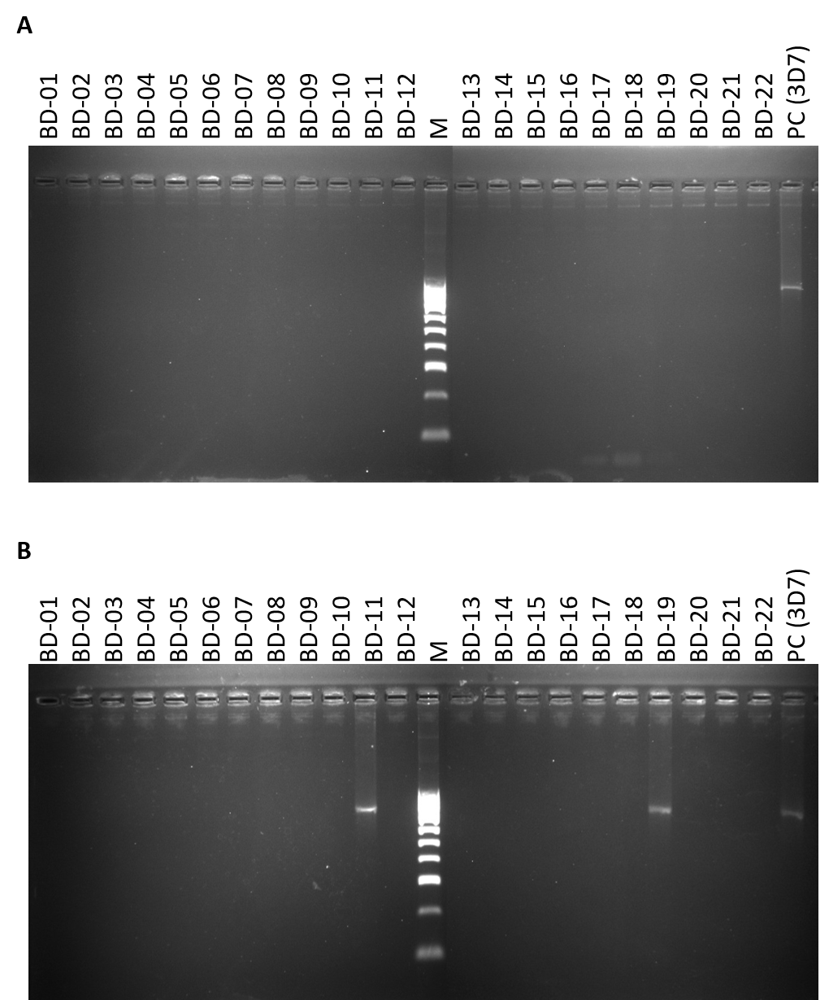 A
BD-01
BD-02
BD-03
BD-04
BD-05
BD-06
BD-07
BD-08
BD-09
BD-10
BD-11
BD-12
M
BD-13
BD-14
BD-15
BD-16
BD-17
BD-18
BD-19
BD-20
BD-21
BD-22
PC (3D7)
B
BD-01
BD-02
BD-03
BD-04
BD-05
BD-06
BD-07
BD-08
BD-09
BD-10
BD-11
BD-12
M
BD-13
BD-14
BD-15
BD-16
BD-17
BD-18
BD-19
BD-20
BD-21
BD-22
PC (3D7)